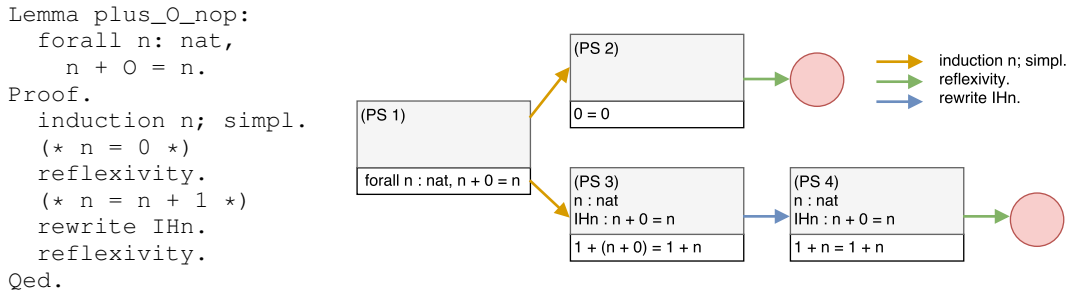 Lemma plus_O_nop:
forall n: nat,
n + O = n.
Proof.
induction n; simpl.
(* n = 0 *)
reflexivity.
(* n = n + 1 *)
rewrite IHn.
reflexivity.
Qed.
(PS 1)
forall n : nat, n + 0 = n
(PS 2)
0 = 0
(PS 3)
n : nat
IHn : n + 0 = n
1 + (n + 0) = 1 + n
(PS 4)
n : nat
IHn : n + 0 = n
1 + n = 1 + n
induction n; simpl.
reflexivity.
rewrite IHn.